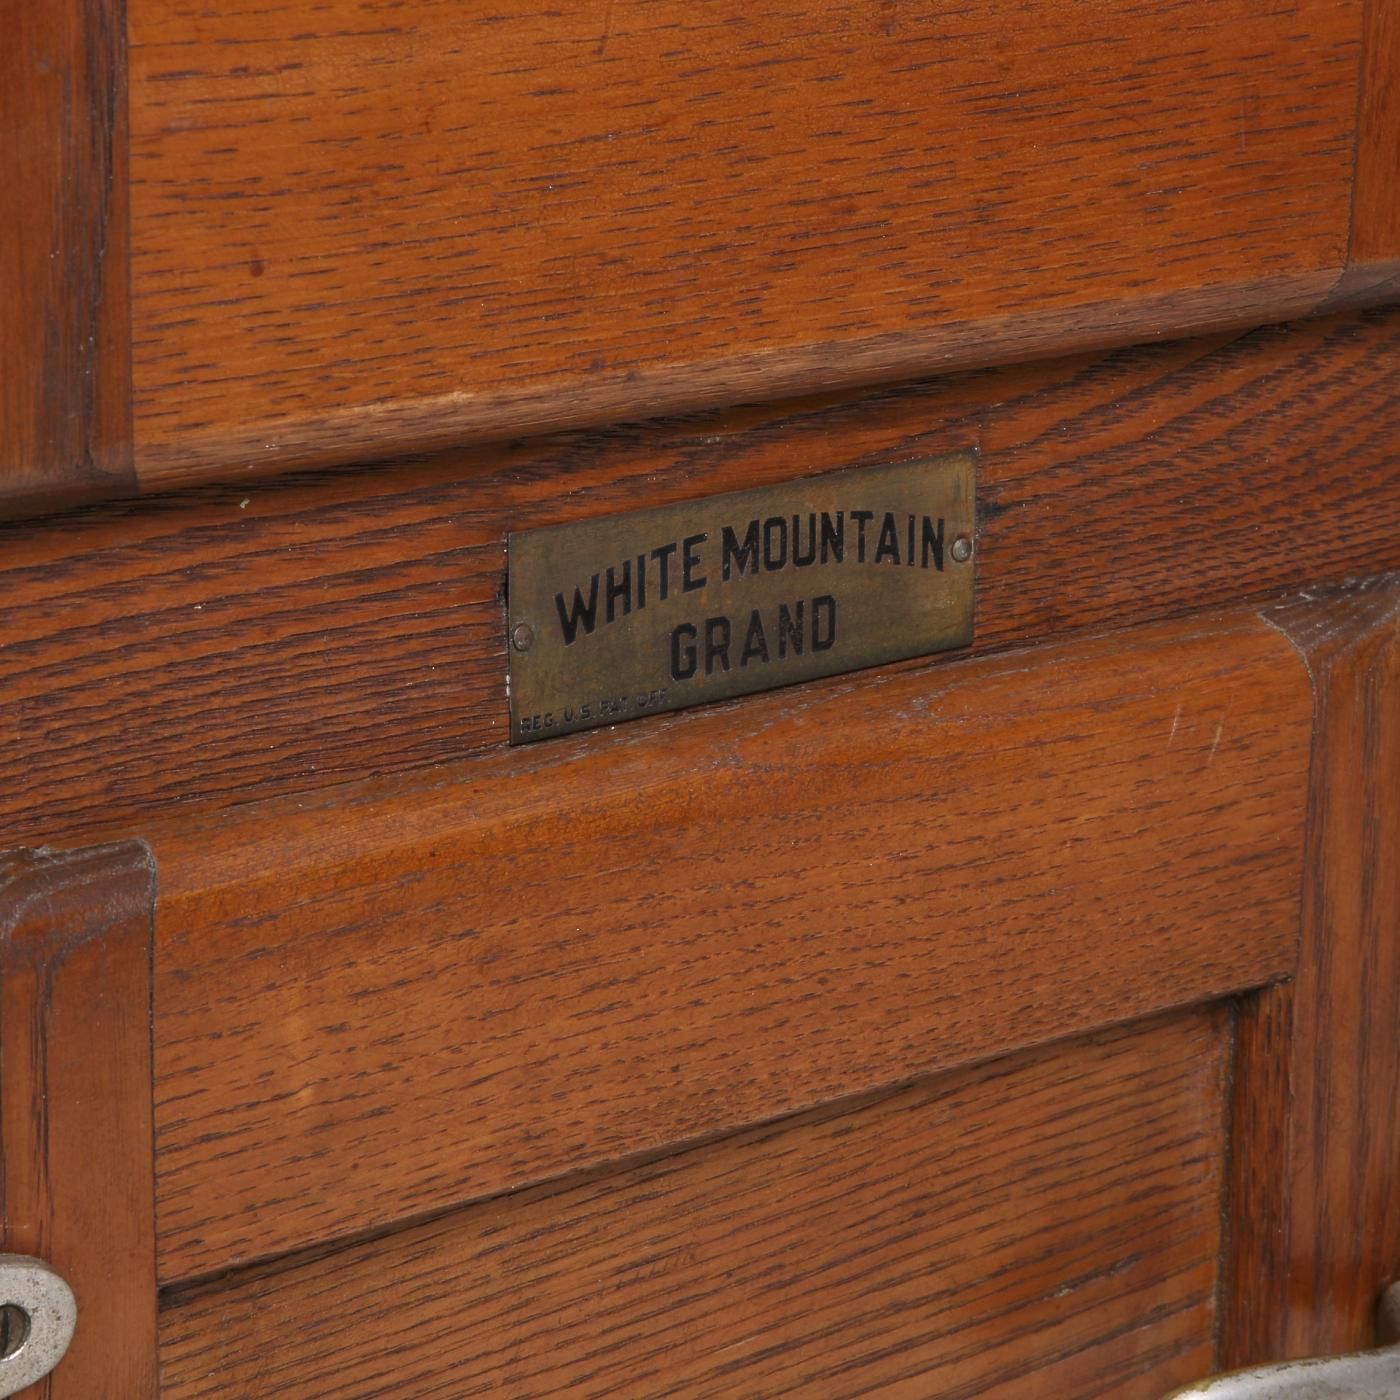 WHITE MOUNTAIN
GRAND
REG. U.S. PAT. OFF.